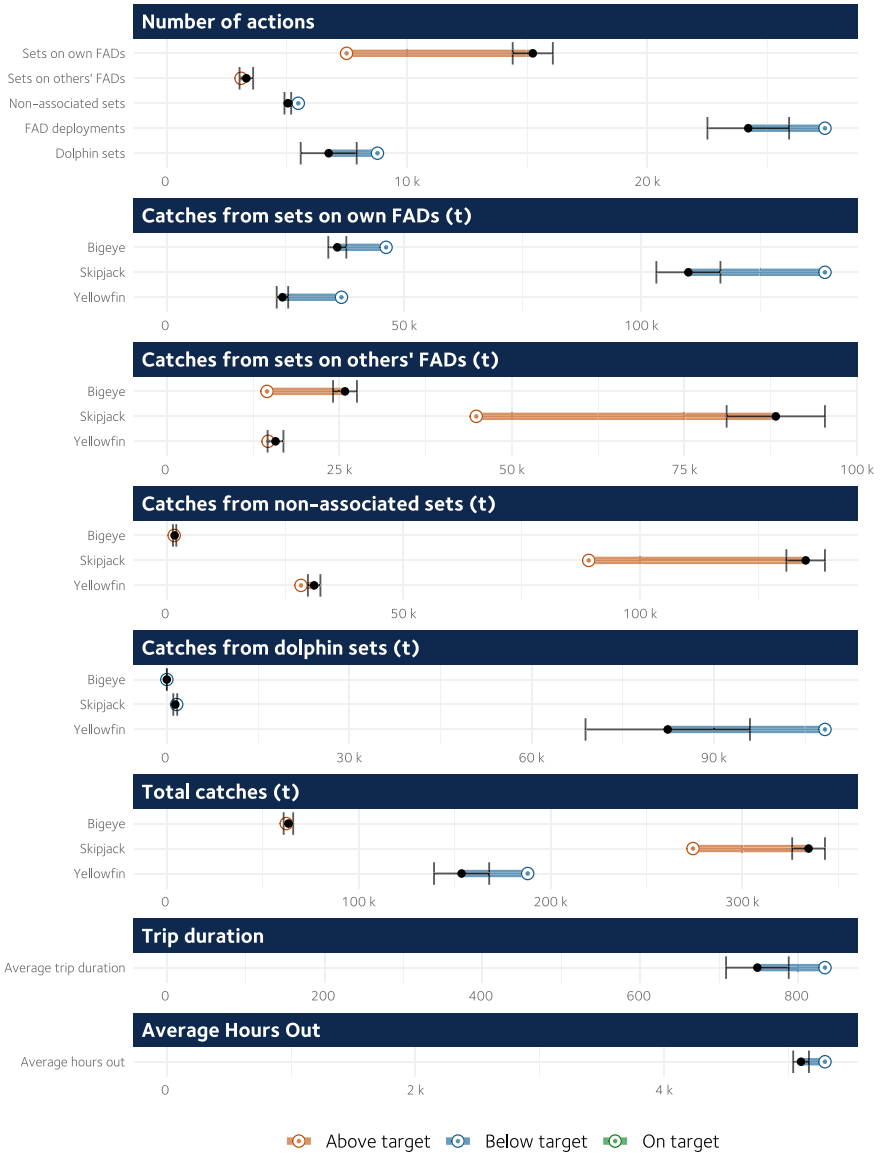 Number of actions
Sets on own FADs
Sets on others' FADs
Non-associated sets
FAD deployments
Dolphin sets
0 10 k 20 k
Catches from sets on own FADs (t)
Bigeye
Skipjack
Yellowfin
0 50 k 100 k
Catches from sets on others' FADs (t)
Bigeye
Skipjack
Yellowfin
0 25 k 50 k 75 k 100 k
Catches from non-associated sets (t)
Bigeye
Skipjack
Yellowfin
0 50 k 100 k
Catches from dolphin sets (t)
Bigeye
Skipjack
Yellowfin
0 30 k 60 k 90 k
Total catches (t)
Bigeye
Skipjack
Yellowfin
0 100 k 200 k 300 k
Trip duration
Average trip duration
0 200 400 600 800
Average Hours Out
Average hours out
0 2 k 4 k
Above target Below target On target